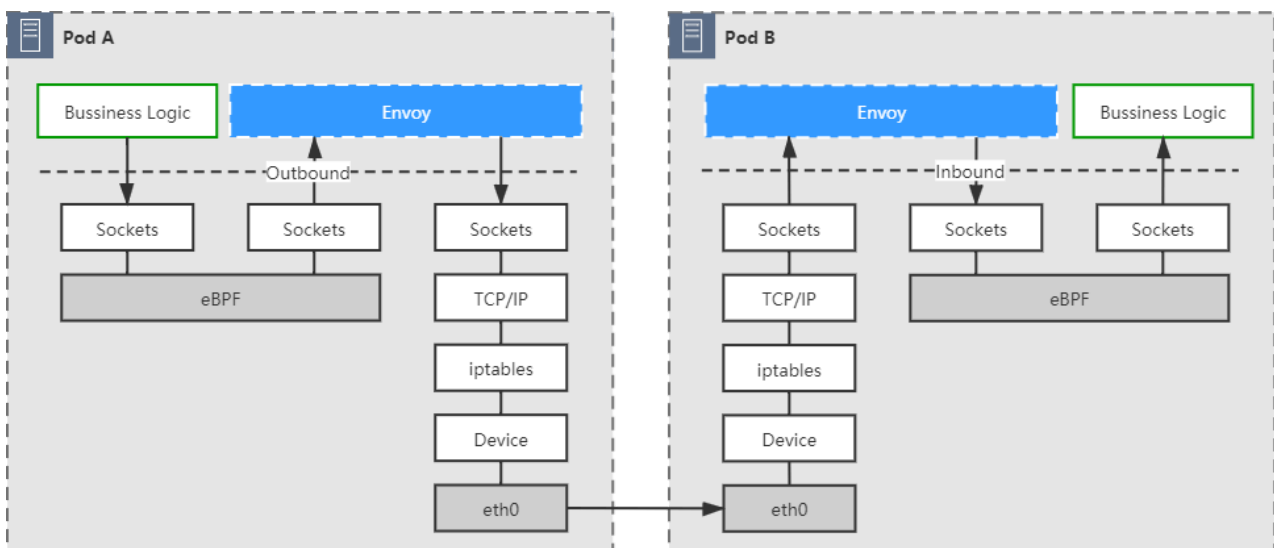 Pod A
Bussiness Logic
Envoy
Outbound
Sockets
Sockets
Sockets
eBPF
TCP/IP
iptables
Device
eth0
Pod B
Envoy
Bussiness Logic
Inbound
Sockets
Sockets
Sockets
TCP/IP
eBPF
iptables
Device
eth0